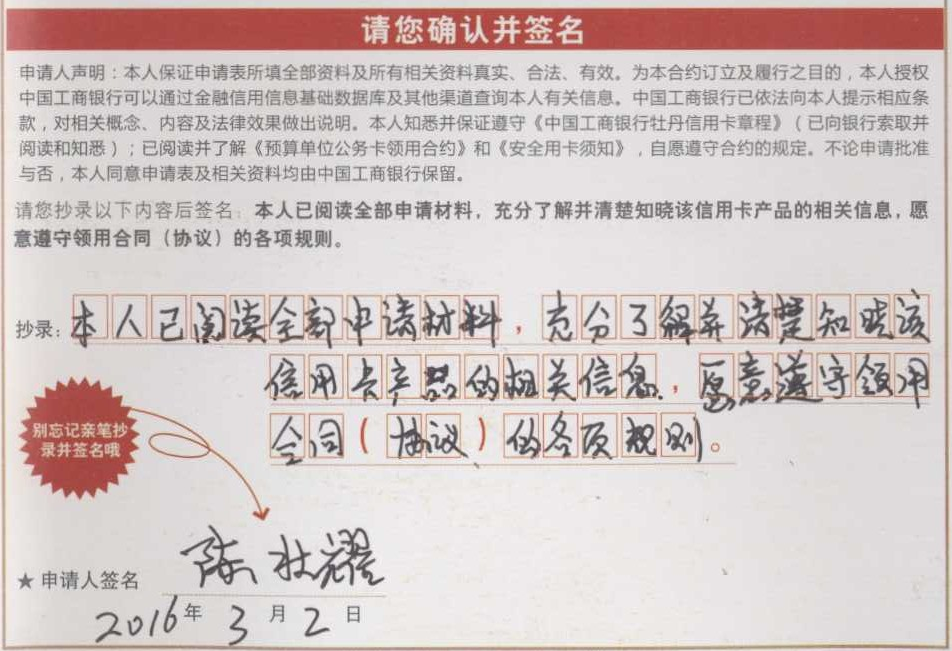 请您确认并签名
申请人声明：本人保证申请表所填全部资料及所有相关资料真实、合法、有效。为本合约订立及履行之目的，本人授权
中国工商银行可以通过金融信用信息基础数据库及其他渠道查询本人有关信息。中国工商银行已依法向本人提示相应条
款，对相关概念、内容及法律效果做出说明。本人知悉并保证遵守《中国工商银行牡丹信用卡章程》（已向银行索取并
阅读和知悉）；已阅读并了解《预算单位公务卡领用合约》和《安全用卡须知》，自愿遵守合约的规定。不论申请批准
与否，本人同意申请表及相关资料均由中国工商银行保留。
请您抄录以下内容后签名：本人已阅读全部申请材料，充分了解并清楚知晓该信用卡产品的相关信息，愿
意遵守领用合同（协议）的各项规则。
抄录：本人已阅读全部申请材料，充分了解并清楚知晓该
信用卡产品的相关信息，愿意遵守领用
合同（协议）的各项规则。
别忘记亲笔抄
录并签名哦
★ 申请人签名 陈壮耀
2016年3月2日